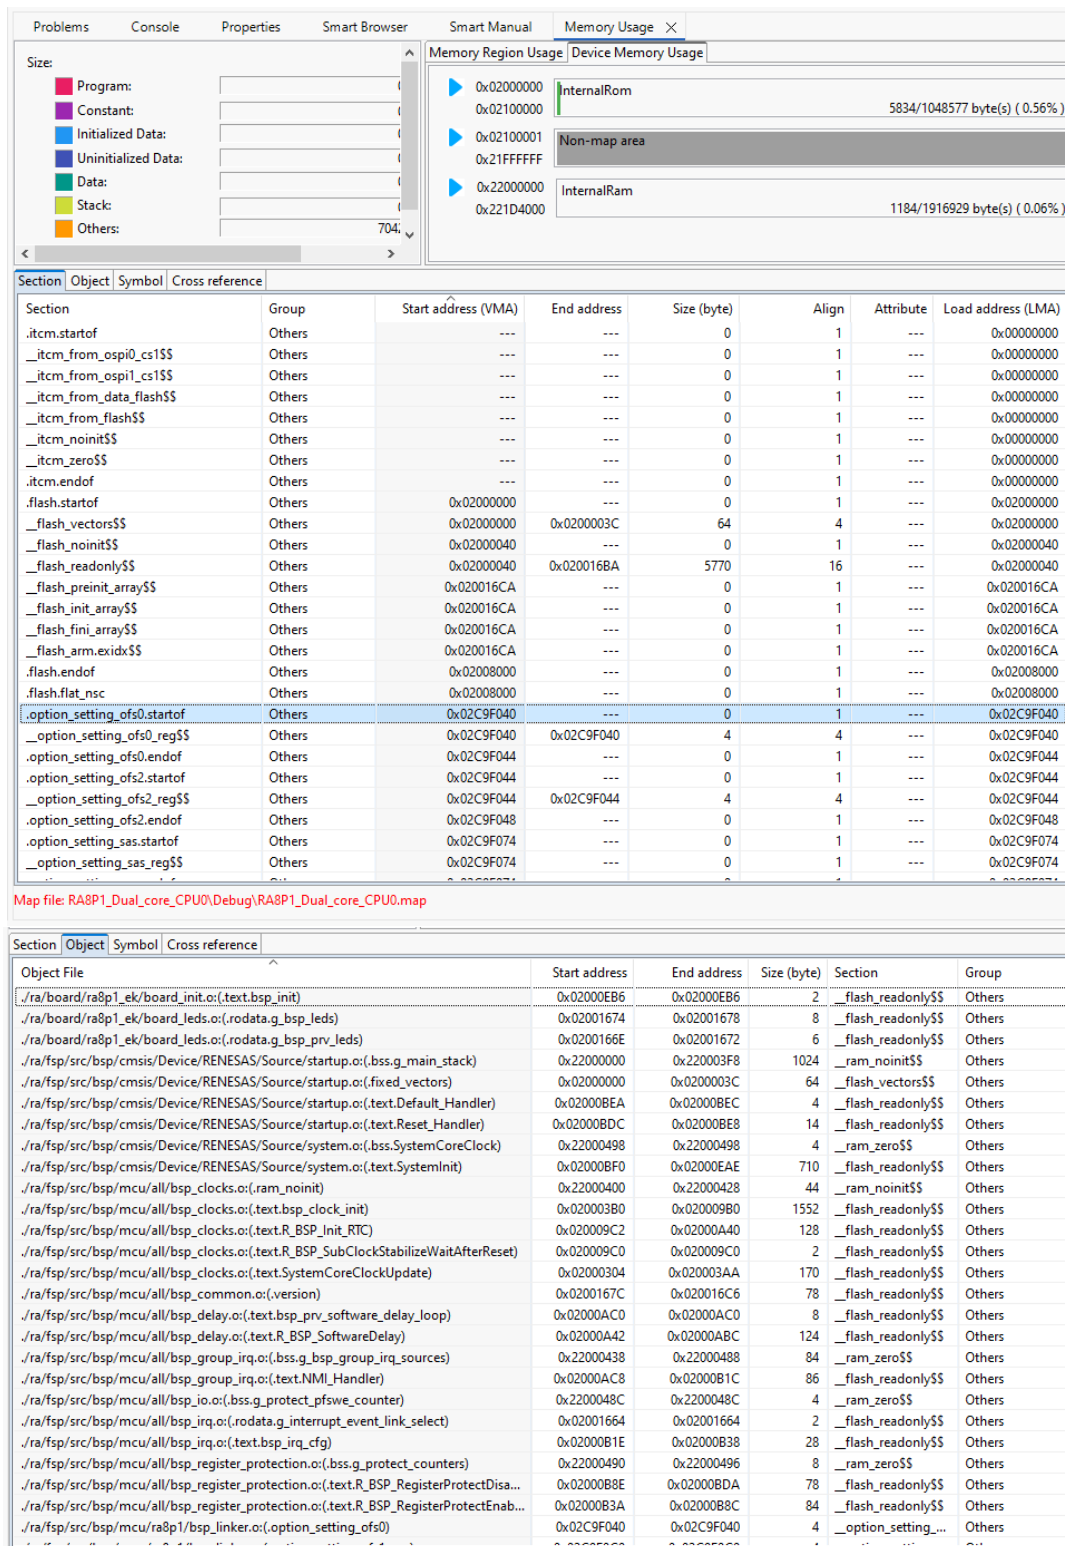 Problems Console Properties Smart Browser Smart Manual Memory Usage
Size:
Program:
Constant:
Initialized Data:
Uninitialized Data:
Data:
Stack:
Others: 704
Memory Region Usage Device Memory Usage
0x02000000 InternalRom
0x02100000 5834/1048577 byte(s) ( 0.56% )
0x02100001 Non-map area
0x21FFFFFF
0x22000000 InternalRam
0x221D4000 1184/1916929 byte(s) ( 0.06% )
Section Object Symbol Cross reference
Section Group Start address (VMA) End address Size (byte) Align Attribute Load address (LMA)
.itcm.startof Others --- --- 0 1 --- 0x00000000
__itcm_from_ospi0_cs1$$ Others --- --- 0 1 --- 0x00000000
__itcm_from_ospi1_cs1$$ Others --- --- 0 1 --- 0x00000000
__itcm_from_data_flash$$ Others --- --- 0 1 --- 0x00000000
__itcm_from_flash$$ Others --- --- 0 1 --- 0x00000000
__itcm_noinit$$ Others --- --- 0 1 --- 0x00000000
__itcm_zero$$ Others --- --- 0 1 --- 0x00000000
.itcm.endof Others --- --- 0 1 --- 0x00000000
.flash.startof Others 0x02000000 --- 0 1 --- 0x02000000
__flash_vectors$$ Others 0x02000000 0x0200003C 64 4 --- 0x02000000
__flash_noinit$$ Others 0x02000040 --- 0 1 --- 0x02000040
__flash_readonly$$ Others 0x02000040 0x020016BA 5770 16 --- 0x02000040
__flash_preinit_array$$ Others 0x020016CA --- 0 1 --- 0x020016CA
__flash_init_array$$ Others 0x020016CA --- 0 1 --- 0x020016CA
__flash_fini_array$$ Others 0x020016CA --- 0 1 --- 0x020016CA
__flash_arm.exidx$$ Others 0x020016CA --- 0 1 --- 0x020016CA
.flash.endof Others 0x02008000 --- 0 1 --- 0x02008000
.flash.flat_nsc Others 0x02008000 --- 0 1 --- 0x02008000
.option_setting_ofs0.startof Others 0x02C9F040 --- 0 1 --- 0x02C9F040
__option_setting_ofs0_reg$$ Others 0x02C9F040 0x02C9F040 4 4 --- 0x02C9F040
.option_setting_ofs0.endof Others 0x02C9F044 --- 0 1 --- 0x02C9F044
.option_setting_ofs2.startof Others 0x02C9F044 --- 0 1 --- 0x02C9F044
__option_setting_ofs2_reg$$ Others 0x02C9F044 0x02C9F044 4 4 --- 0x02C9F044
.option_setting_ofs2.endof Others 0x02C9F048 --- 0 1 --- 0x02C9F048
.option_setting_sas.startof Others 0x02C9F074 --- 0 1 --- 0x02C9F074
__option_setting_sas_reg$$ Others 0x02C9F074 --- 0 1 --- 0x02C9F074
Map file: RA8P1_Dual_core_CPU0\Debug\RA8P1_Dual_core_CPU0.map
Section Object Symbol Cross reference
Object File Start address End address Size (byte) Section Group
./ra/board/ra8p1_ek/board_init.o:(.text.bsp_init) 0x02000EB6 0x02000EB6 2 __flash_readonly$$ Others
./ra/board/ra8p1_ek/board_leds.o:(.rodata.g_bsp_leds) 0x02001674 0x02001678 8 __flash_readonly$$ Others
./ra/board/ra8p1_ek/board_leds.o:(.rodata.g_bsp_prv_leds) 0x0200166E 0x02001672 6 __flash_readonly$$ Others
./ra/fsp/src/bsp/cmsis/Device/RENESAS/Source/startup.o:(.bss.g_main_stack) 0x22000000 0x220003F8 1024 __ram_noinit$$ Others
./ra/fsp/src/bsp/cmsis/Device/RENESAS/Source/startup.o:(.fixed_vectors) 0x02000000 0x0200003C 64 __flash_vectors$$ Others
./ra/fsp/src/bsp/cmsis/Device/RENESAS/Source/startup.o:(.text.Default_Handler) 0x02000BEA 0x02000BEC 4 __flash_readonly$$ Others
./ra/fsp/src/bsp/cmsis/Device/RENESAS/Source/startup.o:(.text.Reset_Handler) 0x02000BDC 0x02000BE8 14 __flash_readonly$$ Others
./ra/fsp/src/bsp/cmsis/Device/RENESAS/Source/system.o:(.bss.SystemCoreClock) 0x22000498 0x22000498 4 __ram_zero$$ Others
./ra/fsp/src/bsp/cmsis/Device/RENESAS/Source/system.o:(.text.SystemInit) 0x02000BF0 0x02000EAE 710 __flash_readonly$$ Others
./ra/fsp/src/bsp/mcu/all/bsp_clocks.o:(.ram_noinit) 0x22000400 0x22000428 44 __ram_noinit$$ Others
./ra/fsp/src/bsp/mcu/all/bsp_clocks.o:(.text.bsp_clock_init) 0x020003B0 0x020009B0 1552 __flash_readonly$$ Others
./ra/fsp/src/bsp/mcu/all/bsp_clocks.o:(.text.R_BSP_Init_RTC) 0x020009C2 0x02000A40 128 __flash_readonly$$ Others
./ra/fsp/src/bsp/mcu/all/bsp_clocks.o:(.text.R_BSP_SubClockStabilizeWaitAfterReset) 0x020009C0 0x020009C0 2 __flash_readonly$$ Others
./ra/fsp/src/bsp/mcu/all/bsp_clocks.o:(.text.SystemCoreClockUpdate) 0x02000304 0x020003AA 170 __flash_readonly$$ Others
./ra/fsp/src/bsp/mcu/all/bsp_common.o:(.version) 0x0200167C 0x020016C6 78 __flash_readonly$$ Others
./ra/fsp/src/bsp/mcu/all/bsp_delay.o:(.text.bsp_prv_software_delay_loop) 0x02000AC0 0x02000AC0 8 __flash_readonly$$ Others
./ra/fsp/src/bsp/mcu/all/bsp_delay.o:(.text.R_BSP_SoftwareDelay) 0x02000A42 0x02000ABC 124 __flash_readonly$$ Others
./ra/fsp/src/bsp/mcu/all/bsp_group_irq.o:(.bss.g_bsp_group_irq_sources) 0x22000438 0x22000488 84 __ram_zero$$ Others
./ra/fsp/src/bsp/mcu/all/bsp_group_irq.o:(.text.NMI_Handler) 0x02000AC8 0x02000B1C 86 __flash_readonly$$ Others
./ra/fsp/src/bsp/mcu/all/bsp_io.o:(.bss.g_protect_pfswe_counter) 0x2200048C 0x2200048C 4 __ram_zero$$ Others
./ra/fsp/src/bsp/mcu/all/bsp_irq.o:(.rodata.g_interrupt_event_link_select) 0x02001664 0x02001664 2 __flash_readonly$$ Others
./ra/fsp/src/bsp/mcu/all/bsp_irq.o:(.text.bsp_irq_cfg) 0x02000B1E 0x02000B38 28 __flash_readonly$$ Others
./ra/fsp/src/bsp/mcu/all/bsp_register_protection.o:(.bss.g_protect_counters) 0x22000490 0x22000496 8 __ram_zero$$ Others
./ra/fsp/src/bsp/mcu/all/bsp_register_protection.o:(.text.R_BSP_RegisterProtectDisa... 0x02000B8E 0x02000BDA 78 __flash_readonly$$ Others
./ra/fsp/src/bsp/mcu/all/bsp_register_protection.o:(.text.R_BSP_RegisterProtectEnab... 0x02000B3A 0x02000B8C 84 __flash_readonly$$ Others
./ra/fsp/src/bsp/mcu/ra8p1/bsp_linker.o:(.option_setting_ofs0) 0x02C9F040 0x02C9F040 4 __option_setting_... Others